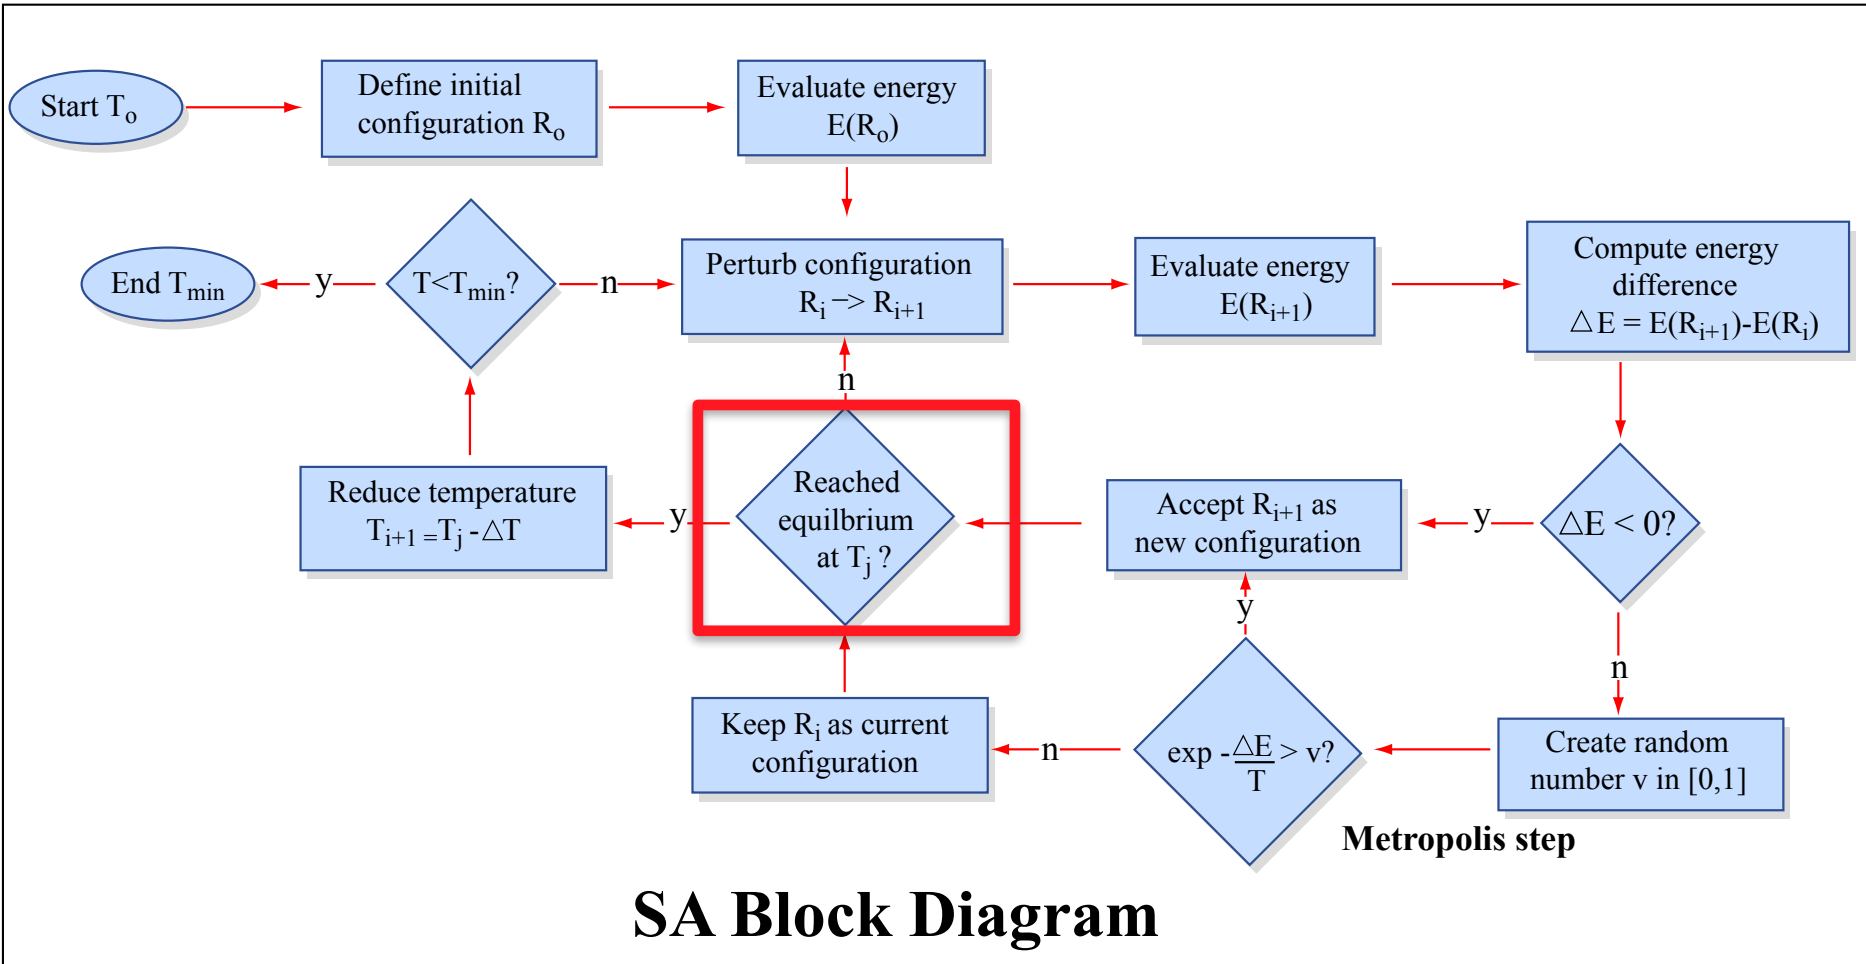 Start To
Define initial
configuration Ro
Evaluate energy
E(Ro)
End Tmin
y
T<Tmin?
n
Perturb configuration
Ri −> Ri+1
Evaluate energy
E(Ri+1)
Compute energy
difference
△E = E(Ri+1)-E(Ri)
n
Reduce temperature
Ti+1 =Tj - △T
y
Reached
equilbrium
at Tj ?
Accept Ri+1 as
new configuration
y
△E < 0?
y
n
Keep Ri as current
configuration
n
exp - △E/T > v?
Create random
number v in [0,1]
Metropolis step
SA Block Diagram